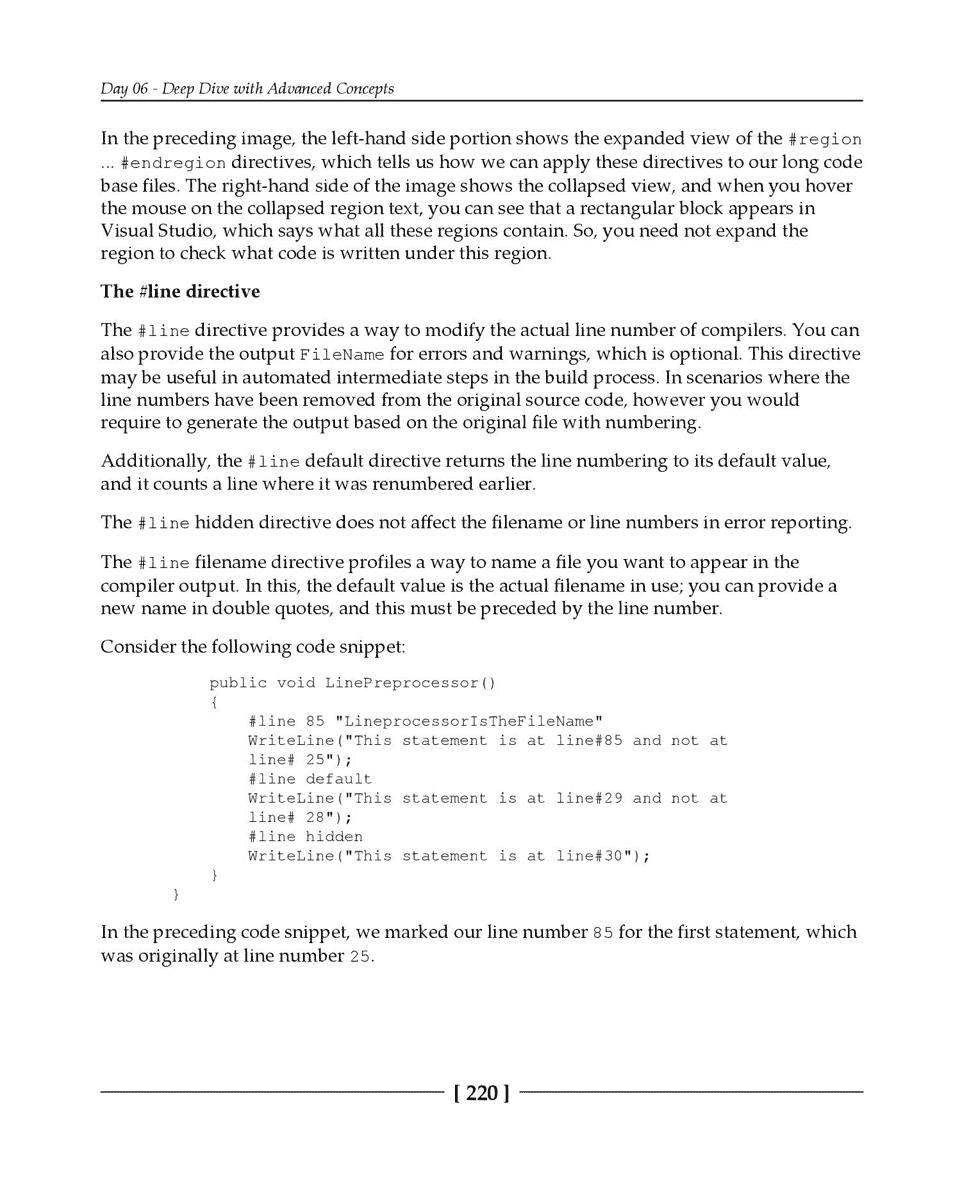 Day 06 - Deep Dive with Advanced Concepts
In the preceding image, the left-hand side portion shows the expanded view of the #region
... #endregion directives, which tells us how we can apply these directives to our long code
base files. The right-hand side of the image shows the collapsed view, and when you hover
the mouse on the collapsed region text, you can see that a rectangular block appears in
Visual Studio, which says what all these regions contain. So, you need not expand the
region to check what code is written under this region.
The #line directive
The #line directive provides a way to modify the actual line number of compilers. You can
also provide the output FileName for errors and warnings, which is optional. This directive
may be useful in automated intermediate steps in the build process. In scenarios where the
line numbers have been removed from the original source code, however you would
require to generate the output based on the original file with numbering.
Additionally, the #line default directive returns the line numbering to its default value,
and it counts a line where it was renumbered earlier.
The #line hidden directive does not affect the filename or line numbers in error reporting.
The #line filename directive profiles a way to name a file you want to appear in the
compiler output. In this, the default value is the actual filename in use; you can provide a
new name in double quotes, and this must be preceded by the line number.
Consider the following code snippet:
public void LinePreprocessor()
{
#line 85 "LineprocessorIsTheFileName"
WriteLine("This statement is at line#85 and not at
line# 25");
#line default
WriteLine("This statement is at line#29 and not at
line# 28");
#line hidden
WriteLine("This statement is at line#30");
}
}
In the preceding code snippet, we marked our line number 85 for the first statement, which
was originally at line number 25.
[ 220 ]